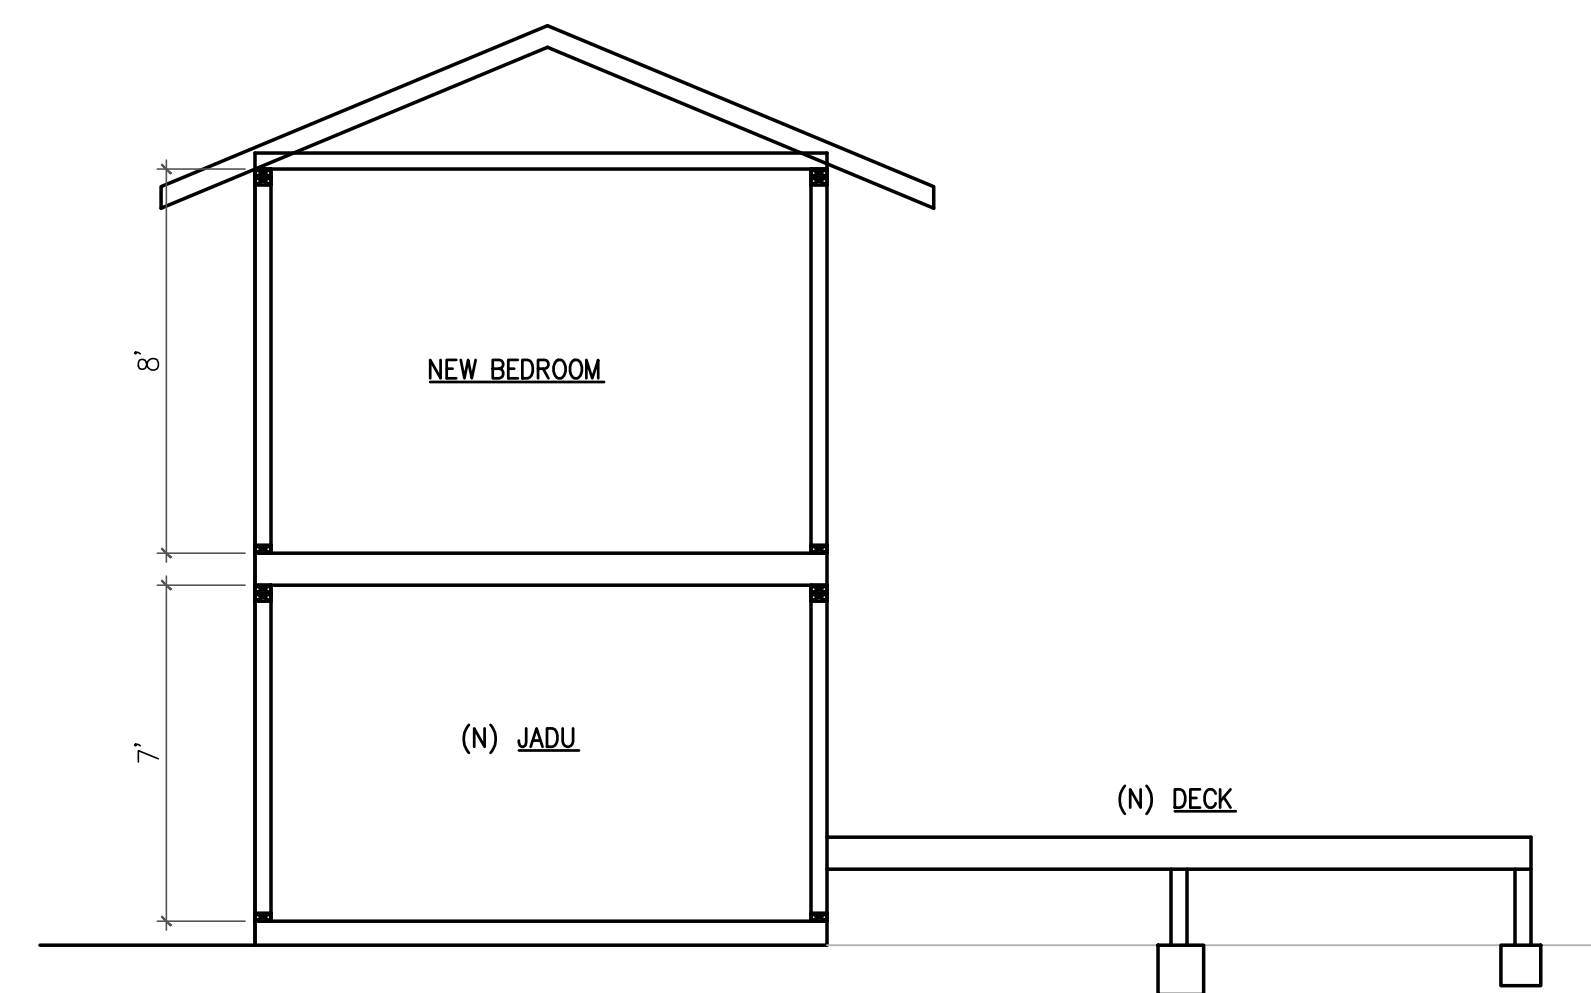 8'
NEW BEDROOM
7'
(N) JADU
(N) DECK